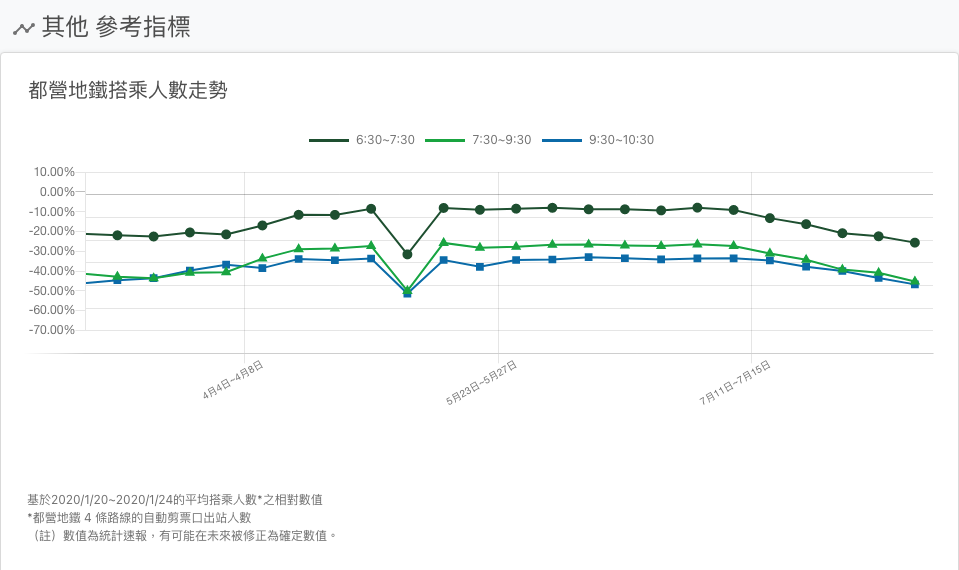 其他 參考指標
都營地鐵搭乘人數走勢
6:30~7:30 7:30~9:30 9:30~10:30
10.00%
0.00%
-10.00%
-20.00%
-30.00%
-40.00%
-50.00%
-60.00%
-70.00%
4月4日~4月8日
5月23日~5月27日
7月11日~7月15日
基於2020/1/20~2020/1/24的平均搭乘人數*之相對數值
*都營地鐵 4 條路線的自動剪票口出站人數
（註）數值為統計速報，有可能在未來被修正為確定數值。